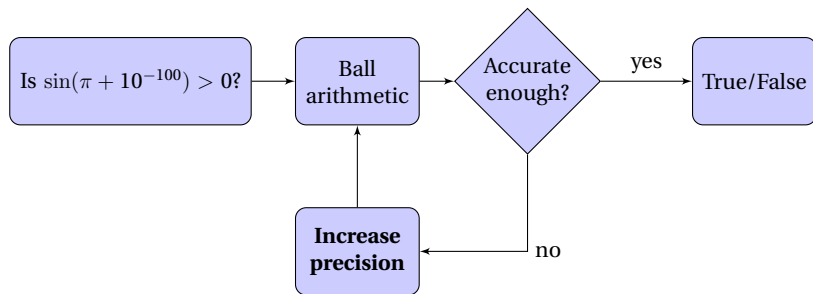 Is sin(π + 10⁻¹⁰⁰) > 0?
Ball
arithmetic
Accurate
enough?
yes
True/False
Increase
precision
no